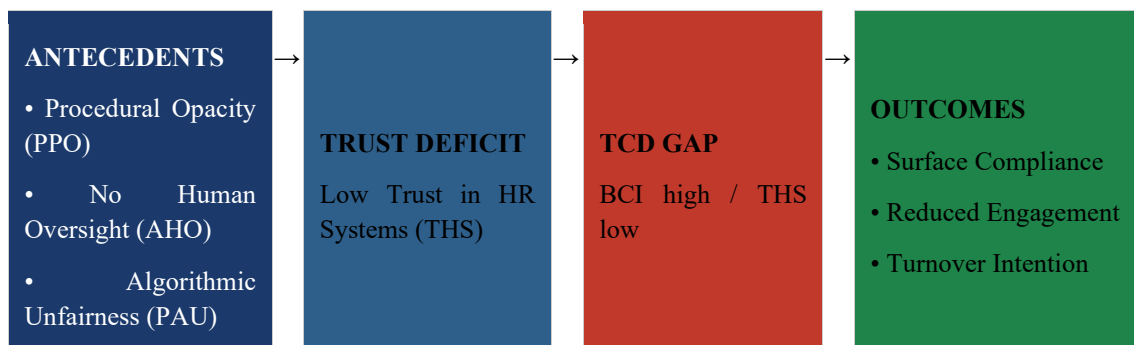 ANTECEDENTS
• Procedural Opacity
(PPO)
• No Human
Oversight (AHO)
• Algorithmic
Unfairness (PAU)
→
TRUST DEFICIT
Low Trust in HR
Systems (THS)
→
TCD GAP
BCI high / THS
low
→
OUTCOMES
• Surface Compliance
• Reduced Engagement
• Turnover Intention